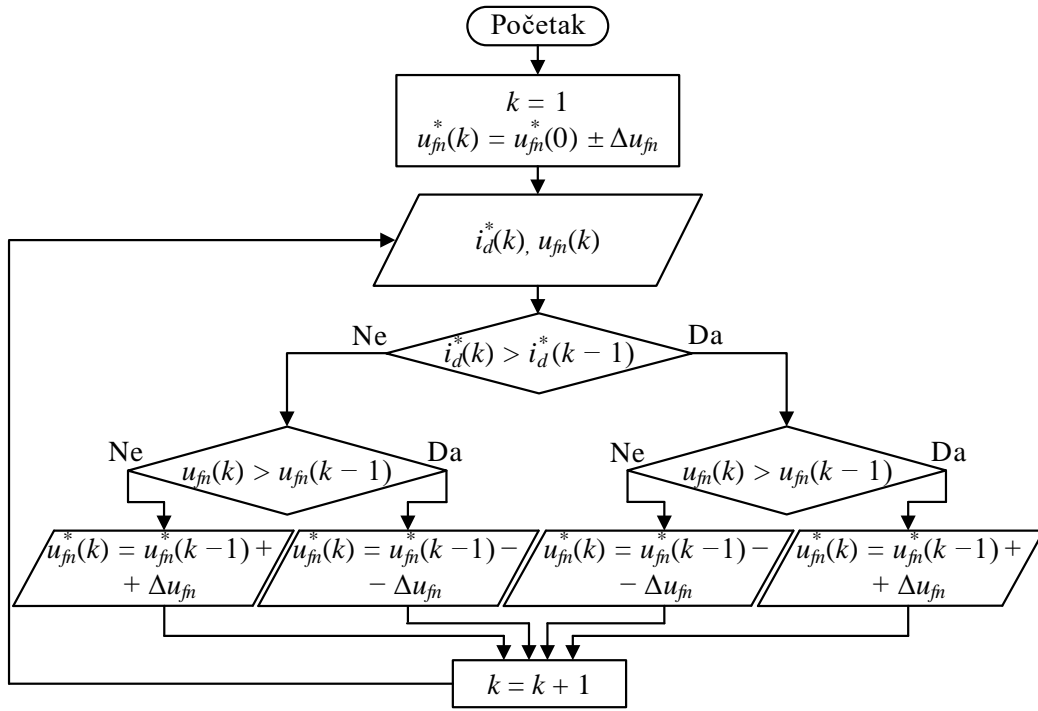 Početak
k = 1
u*fn(k) = u*fn(0) ± Δufn
i*d(k), ufn(k)
Ne
Da
i*d(k) > i*d(k − 1)
Ne
Da
Ne
Da
ufn(k) > ufn(k − 1)
ufn(k) > ufn(k − 1)
u*fn(k) = u*fn(k −1) +
+ Δufn
u*fn(k) = u*fn(k −1) −
− Δufn
u*fn(k) = u*fn(k −1) −
− Δufn
u*fn(k) = u*fn(k −1) +
+ Δufn
k = k + 1